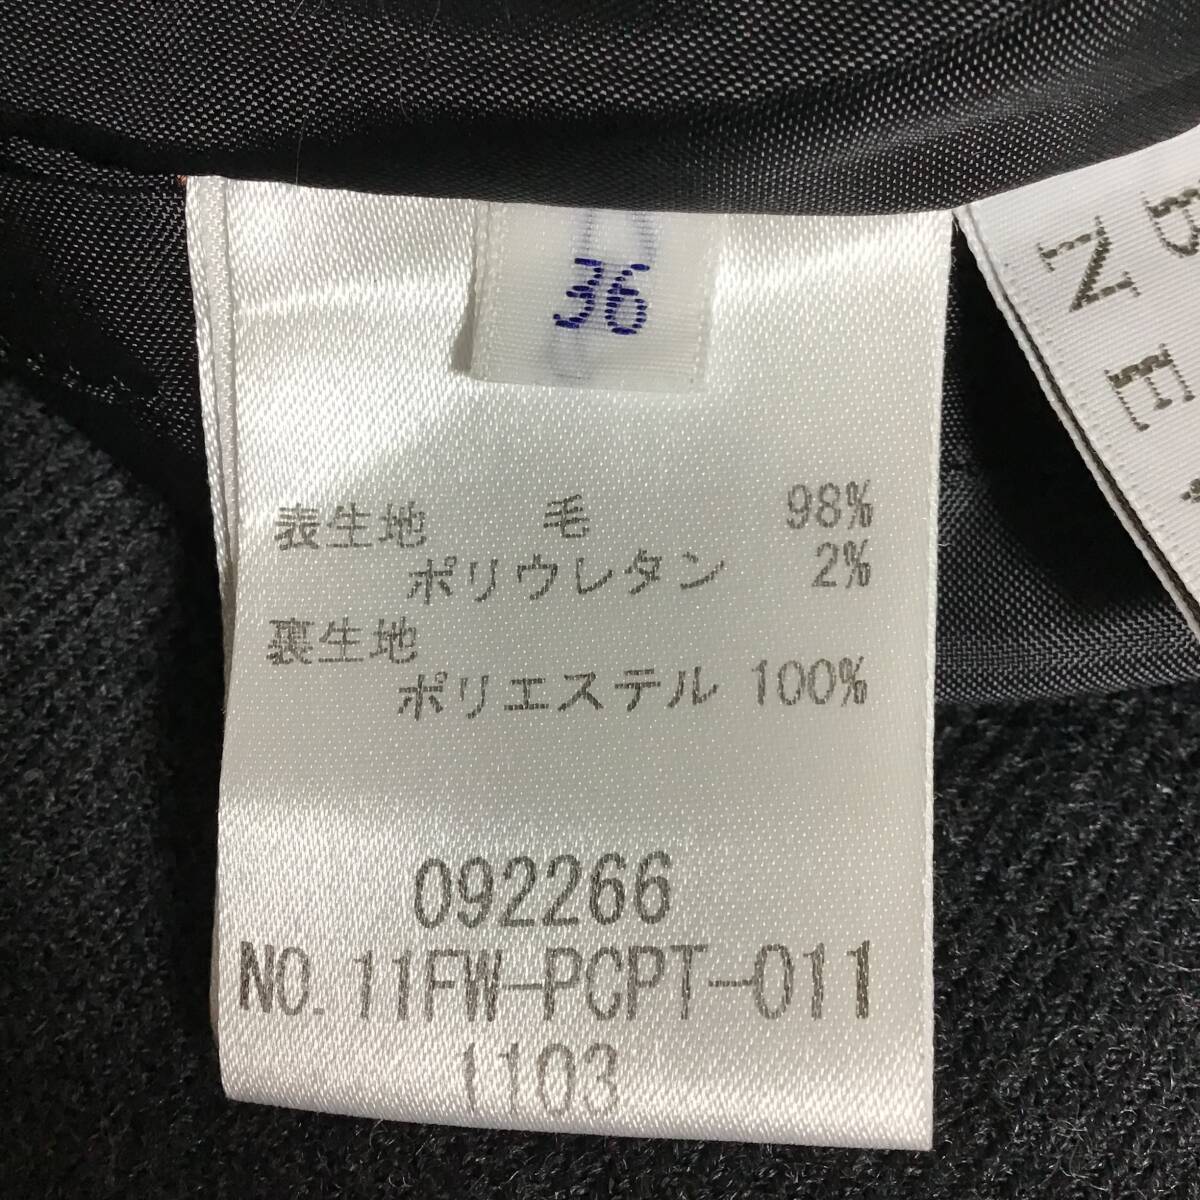 36
表生地 毛 98%
ポリウレタン 2%
裏生地
ポリエステル 100%
092266
NO.11FW-PCPT-011
1103
B
NEY